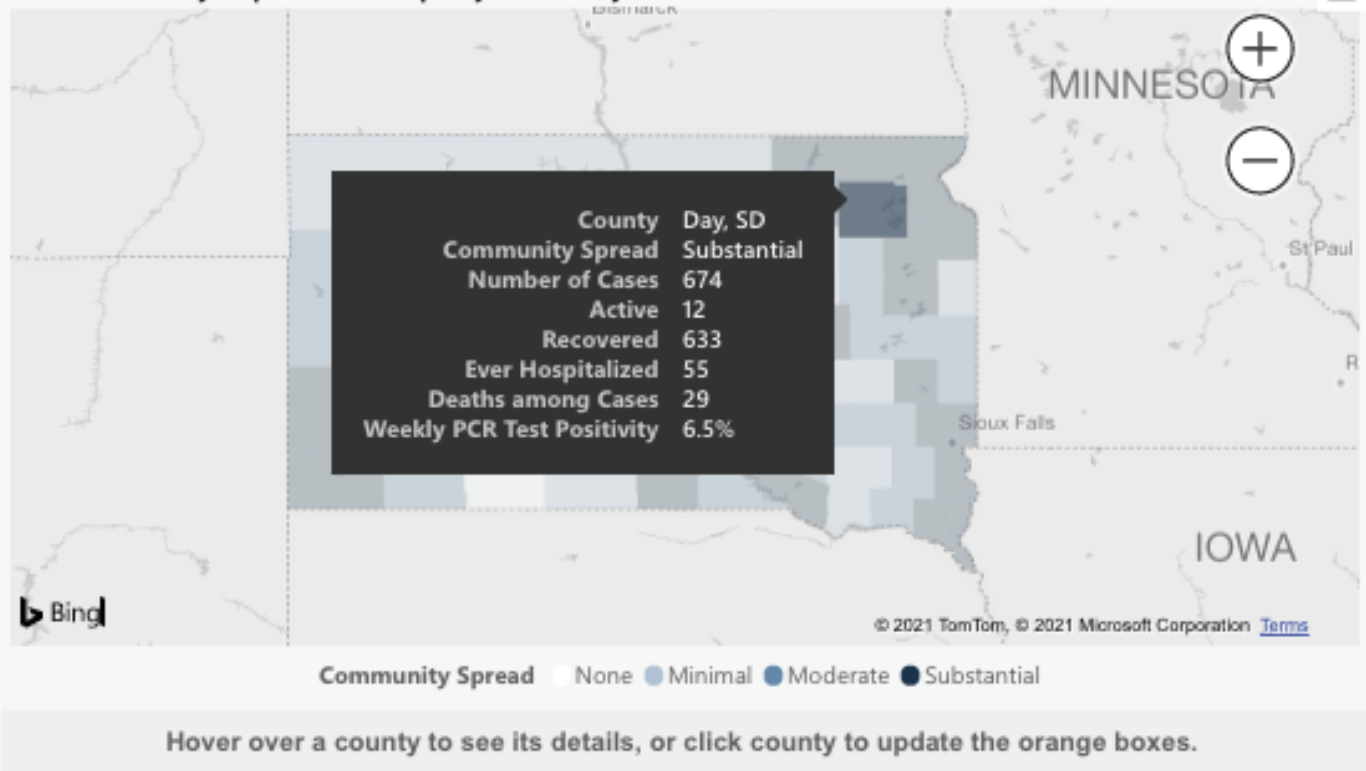 Bismarck
MINNESOTA
St Paul
County Day, SD
Community Spread Substantial
Number of Cases 674
Active 12
Recovered 633
Ever Hospitalized 55
Deaths among Cases 29
Weekly PCR Test Positivity 6.5%
R
Sioux Falls
IOWA
Bing
© 2021 TomTom, © 2021 Microsoft Corporation Terms
Community Spread None Minimal Moderate Substantial
Hover over a county to see its details, or click county to update the orange boxes.